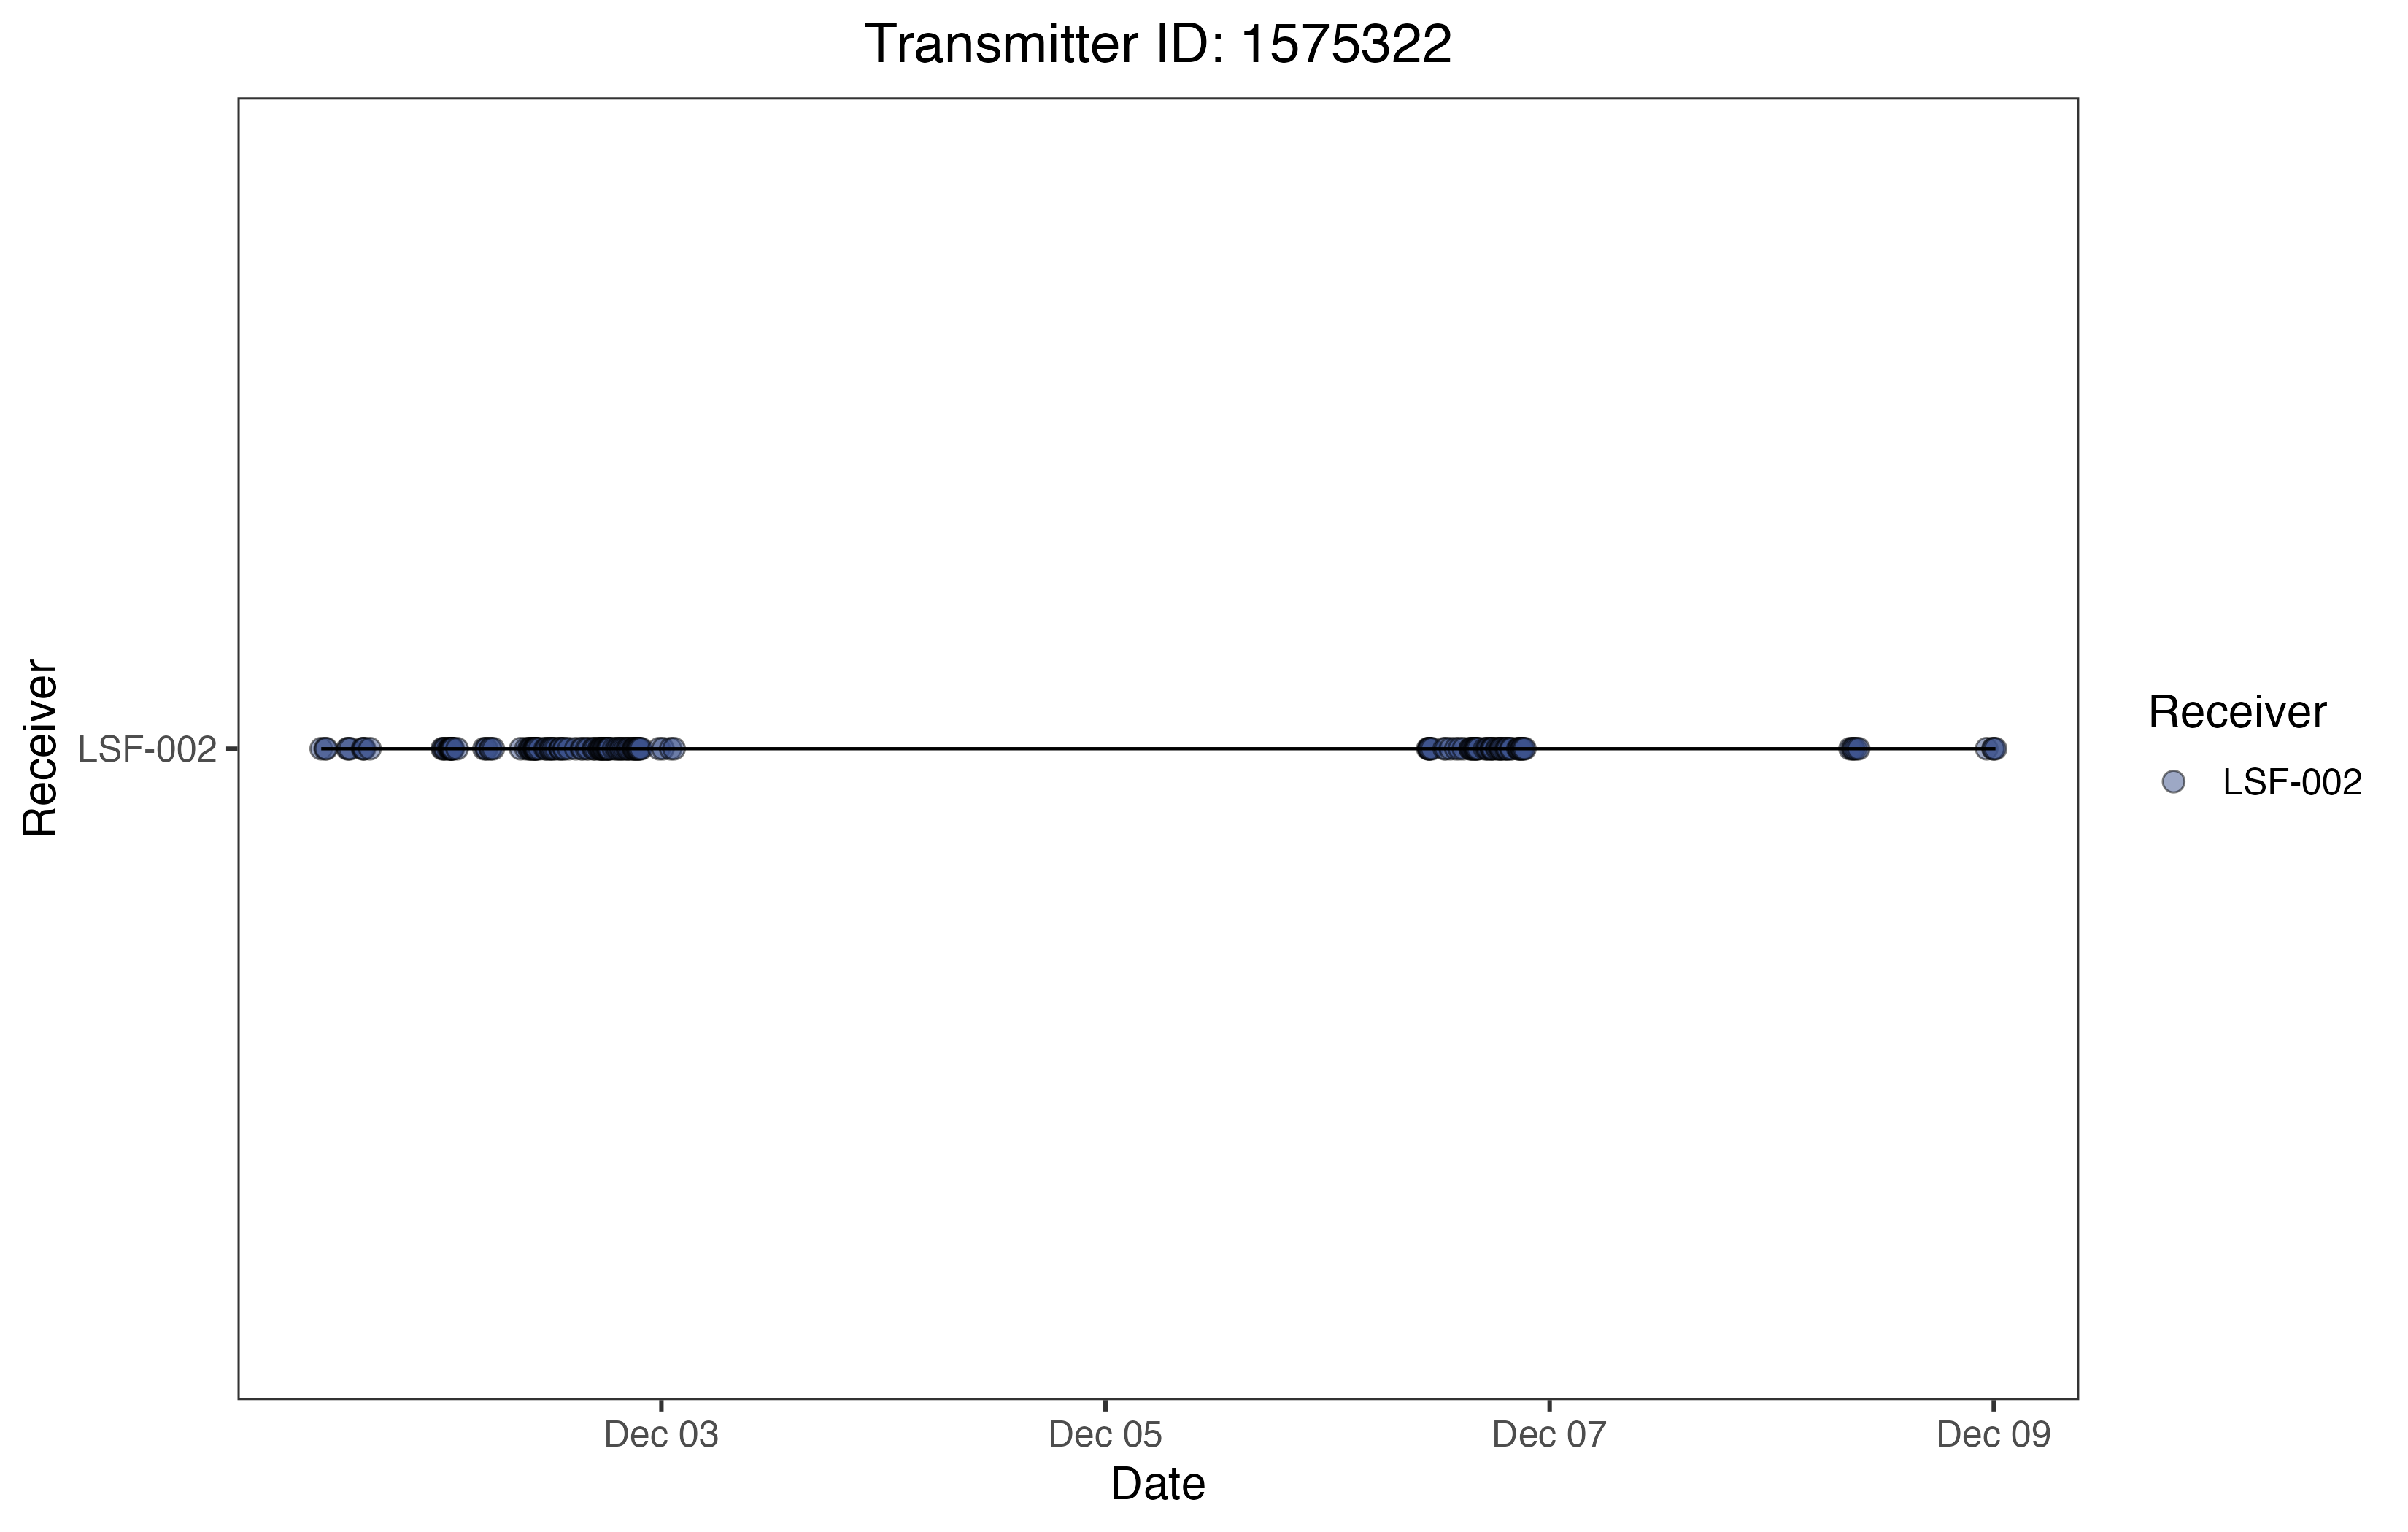 Transmitter ID: 1575322
Receiver
LSF-002
Receiver
LSF-002
Dec 03
Dec 05
Dec 07
Dec 09
Date